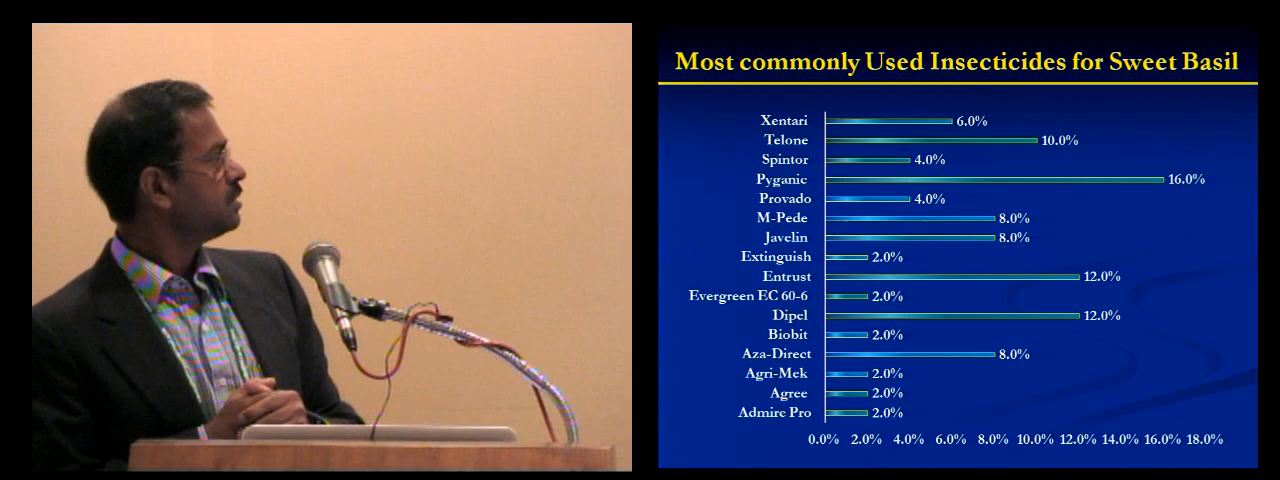 Most commonly Used Insecticides for Sweet Basil
Xentari 6.0%
Telone 10.0%
Spintor 4.0%
Pyganic 16.0%
Provado 4.0%
M-Pede 8.0%
Javelin 8.0%
Extinguish 2.0%
Entrust 12.0%
Evergreen EC 60-6 2.0%
Dipel 12.0%
Biobit 2.0%
Aza-Direct 8.0%
Agri-Mek 2.0%
Agree 2.0%
Admire Pro 2.0%
0.0% 2.0% 4.0% 6.0% 8.0% 10.0% 12.0% 14.0% 16.0% 18.0%